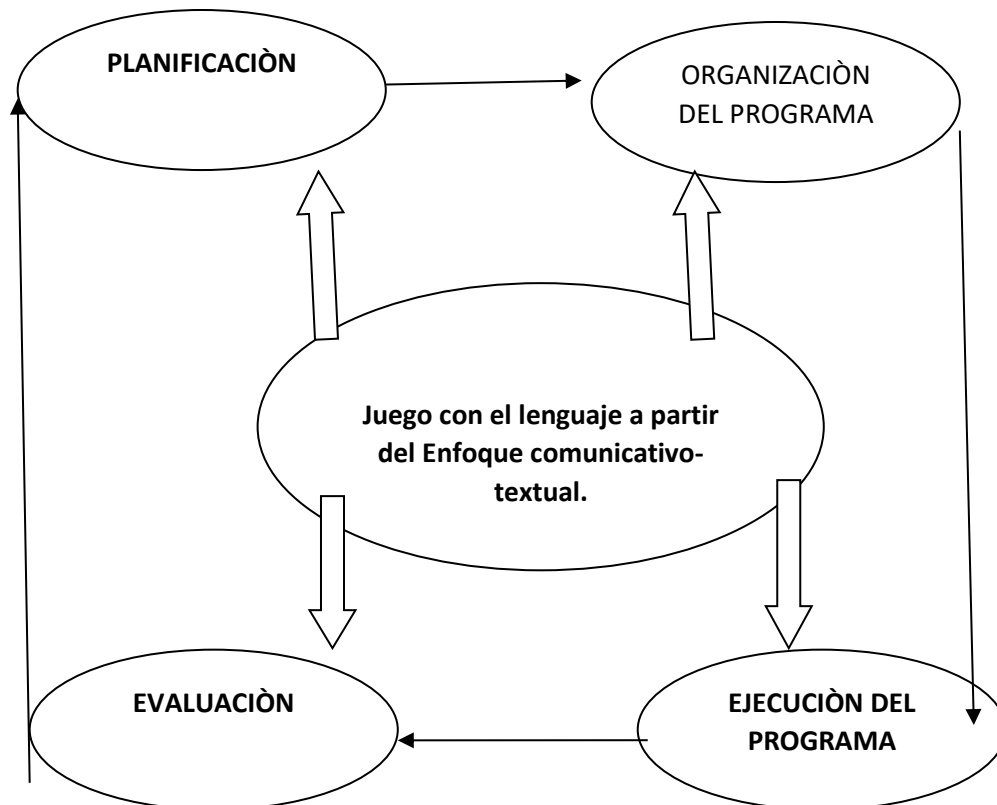 PLANIFICACIÒN
ORGANIZACIÒN
DEL PROGRAMA
Juego con el lenguaje a partir
del Enfoque comunicativo-
textual.
EVALUACIÒN
EJECUCIÒN DEL
PROGRAMA